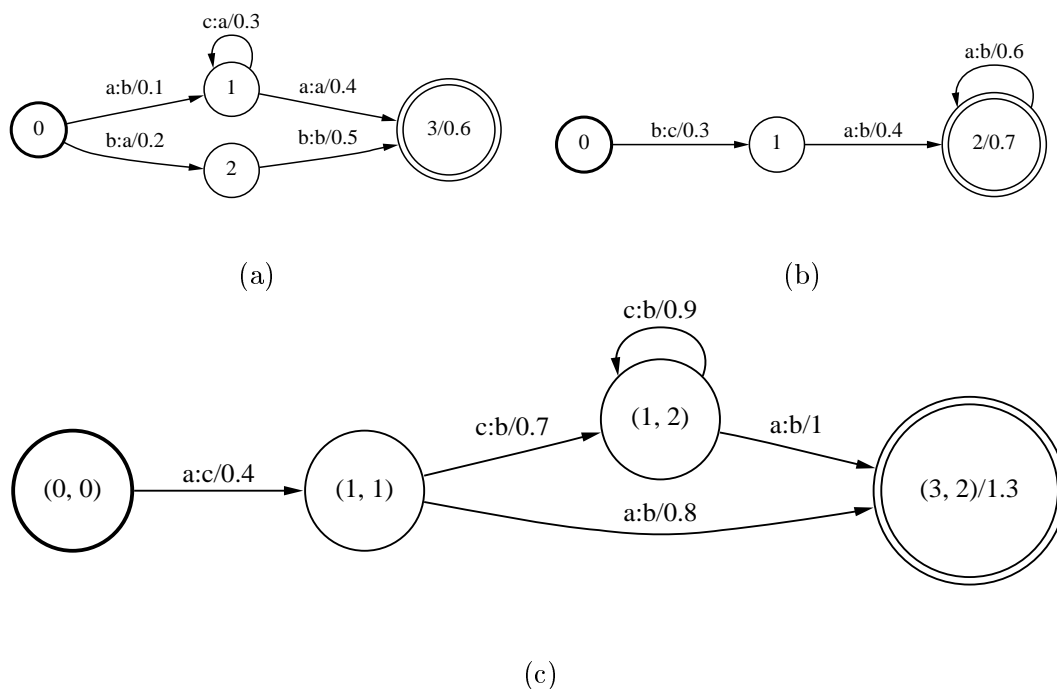 c:a/0.3
a:b/0.1
1
a:a/0.4
0
3/0.6
b:a/0.2
2
b:b/0.5
(a)
a:b/0.6
0
b:c/0.3
1
a:b/0.4
2/0.7
(b)
c:b/0.9
c:b/0.7
(1, 2)
a:b/1
(0, 0)
a:c/0.4
(1, 1)
(3, 2)/1.3
a:b/0.8
(c)